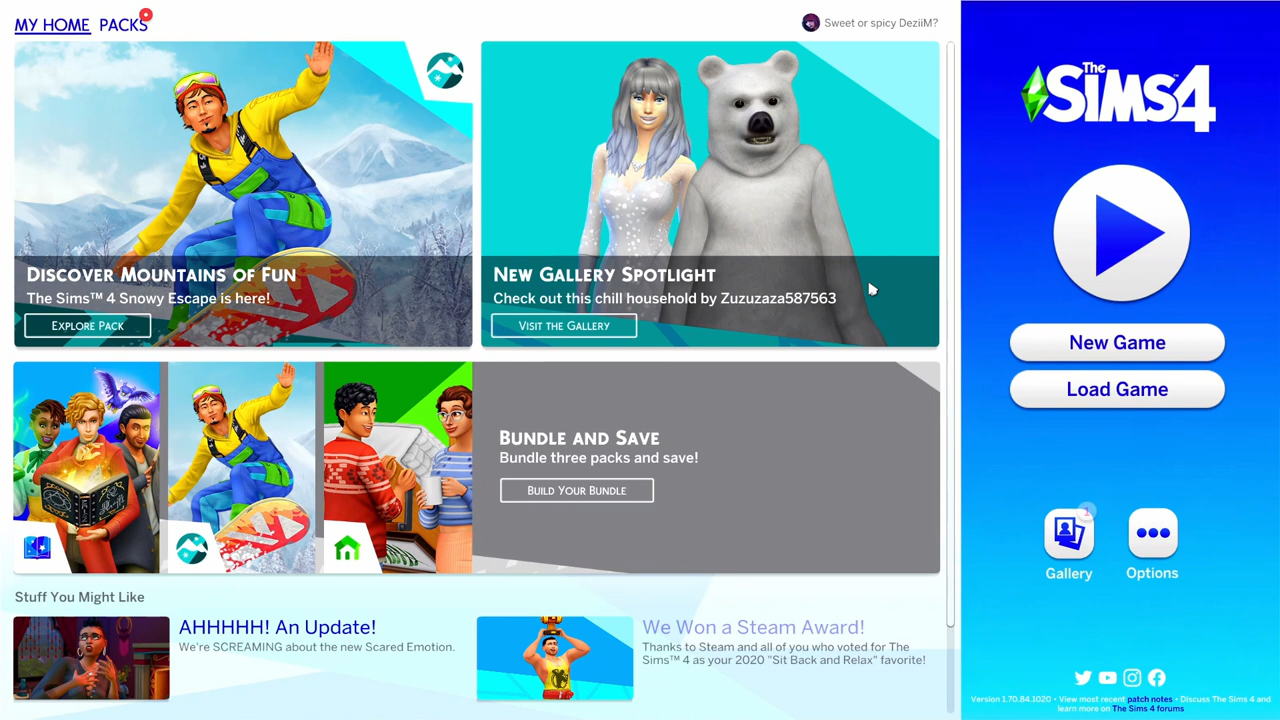 MY HOME PACKS
Sweet or spicy DeziiM?
Discover Mountains of Fun
The Sims™ 4 Snowy Escape is here!
Explore Pack
New Gallery Spotlight
Check out this chill household by Zuzuzaza587563
Visit the Gallery
Bundle and Save
Bundle three packs and save!
Build Your Bundle
Stuff You Might Like
AHHHHH! An Update!
We're SCREAMING about the new Scared Emotion.
We Won a Steam Award!
Thanks to Steam and all of you who voted for The
Sims™ 4 as your 2020 "Sit Back and Relax" favorite!
The
SIMS4
New Game
Load Game
1
Gallery
Options
Version 1.70.84.1020 • View most recent patch notes • Discuss The Sims 4 and
learn more on The Sims 4 forums